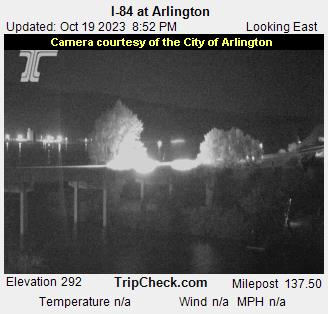 I-84 at Arlington
Updated: Oct 19 2023 8:52 PM Looking East
Camera courtesy of the City of Arlington
Elevation 292 TripCheck.com Milepost 137.50
Temperature n/a Wind n/a MPH n/a